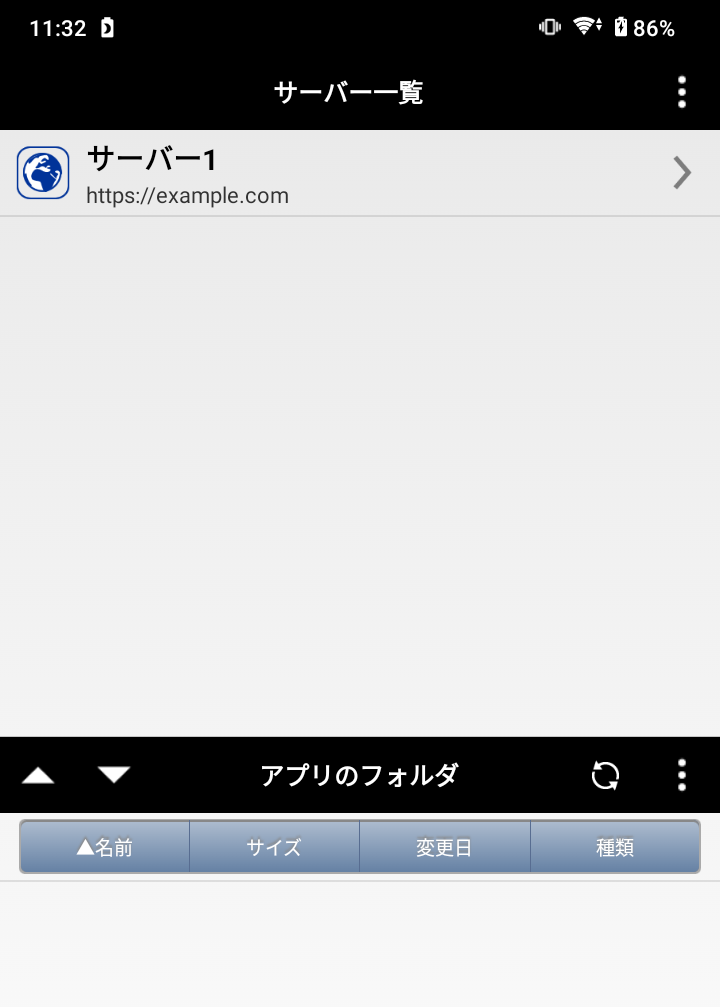 11:32 86%
サーバー一覧
サーバー1
https://example.com
アプリのフォルダ
▲名前 サイズ 変更日 種類